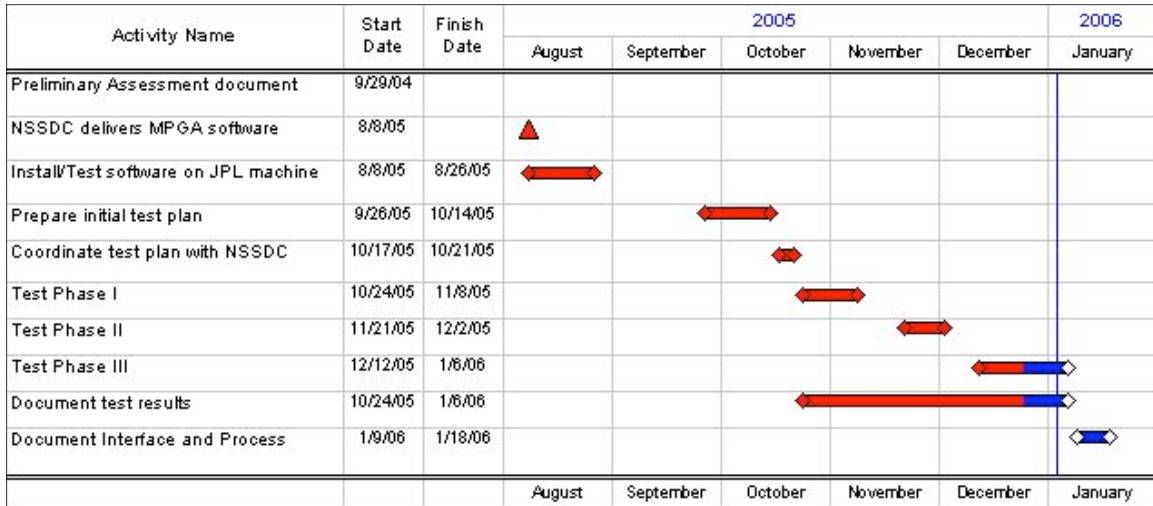 Activity Name Start Date Finish Date 2005 2006
August September October November December January
Preliminary Assessment document 9/29/04
NSSDC delivers MPGA software 8/8/05
Install/Test software on JPL machine 8/8/05 8/26/05
Prepare initial test plan 9/26/05 10/14/05
Coordinate test plan with NSSDC 10/17/05 10/21/05
Test Phase I 10/24/05 11/8/05
Test Phase II 11/21/05 12/2/05
Test Phase III 12/12/05 1/6/06
Document test results 10/24/05 1/6/06
Document Interface and Process 1/9/06 1/18/06
August September October November December January